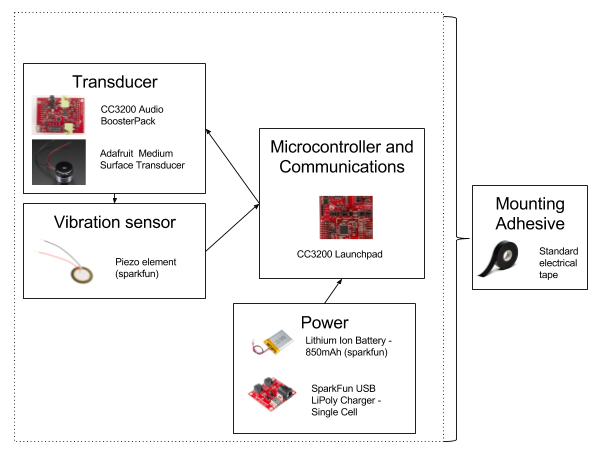 Transducer
CC3200 Audio
BoosterPack
Adafruit Medium
Surface Transducer
Vibration sensor
Piezo element
(sparkfun)
Microcontroller and
Communications
CC3200 Launchpad
Power
Lithium Ion Battery -
850mAh (sparkfun)
SparkFun USB
LiPoly Charger -
Single Cell
Mounting
Adhesive
Standard
electrical
tape